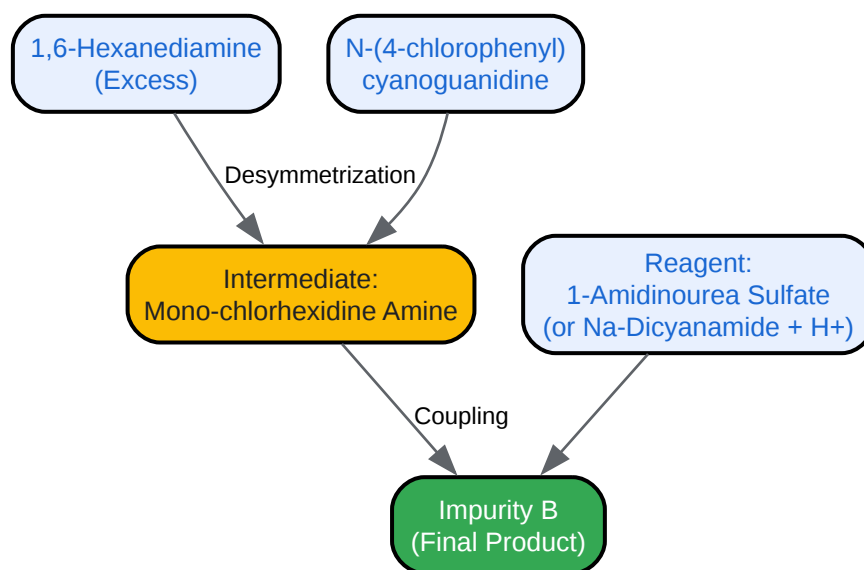 1,6-Hexanediamine
(Excess)
N-(4-chlorophenyl)
cyanoguanidine
Desymmetrization
Intermediate:
Mono-chlorhexidine Amine
Reagent:
1-Amidinourea Sulfate
(or Na-Dicyanamide + H+)
Coupling
Impurity B
(Final Product)